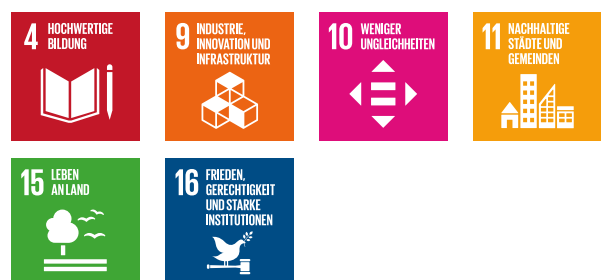 4 HOCHWERTIGE
BILDUNG
9 INDUSTRIE,
INNOVATION UND
INFRASTRUKTUR
10 WENIGER
UNGLEICHHEITEN
11 NACHHALTIGE
STÄDTE UND
GEMEINDEN
15 LEBEN
AN LAND
16 FRIEDEN,
GERECHTIGKEIT
UND STARKE
INSTITUTIONEN